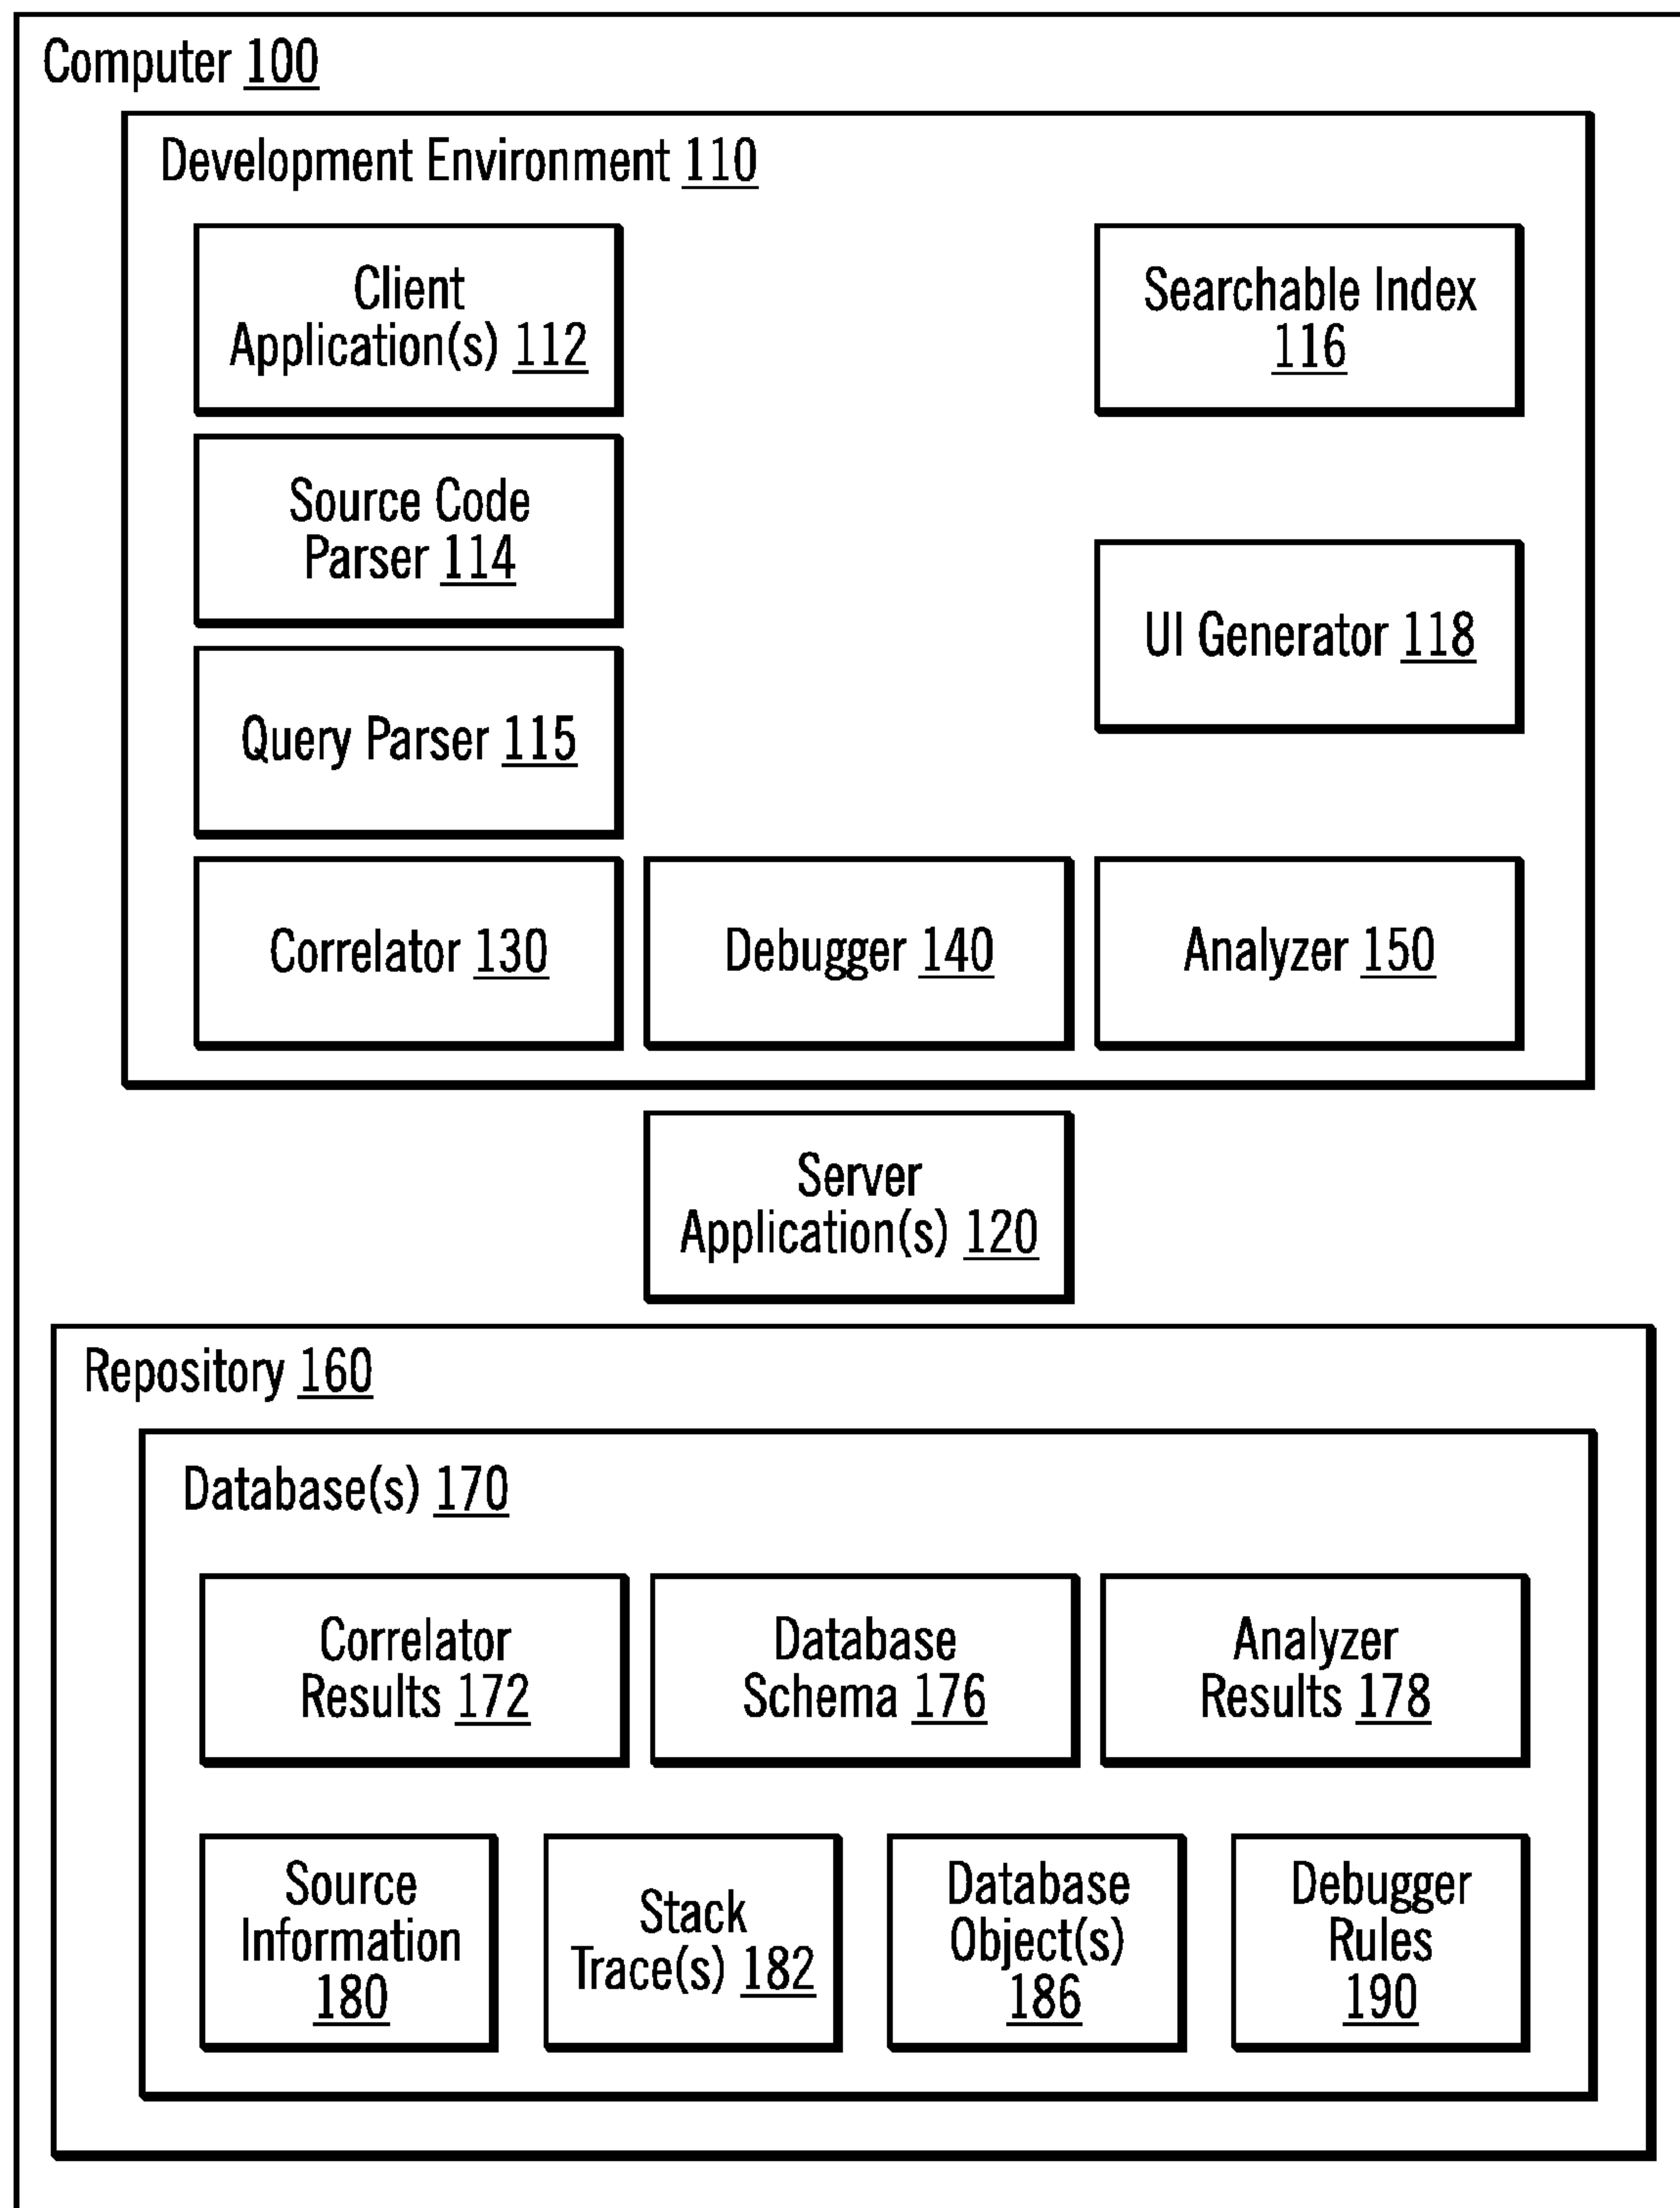 Computer 100
Development Environment 110
Client
Application(s) 112
Searchable Index
116
Source Code
Parser 114
UI Generator 118
Query Parser 115
Correlator 130
Debugger 140
Analyzer 150
Server
Application(s) 120
Repository 160
Database(s) 170
Correlator
Results 172
Database
Schema 176
Analyzer
Results 178
Source
Information
180
Stack
Trace(s) 182
Database
Object(s)
186
Debugger
Rules
190